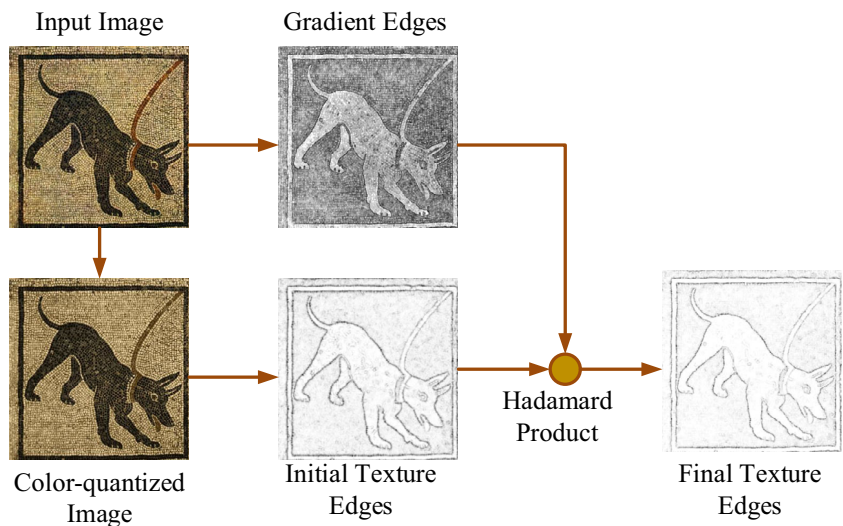 Input Image
Gradient Edges
Hadamard
Product
Color-quantized
Image
Initial Texture
Edges
Final Texture
Edges